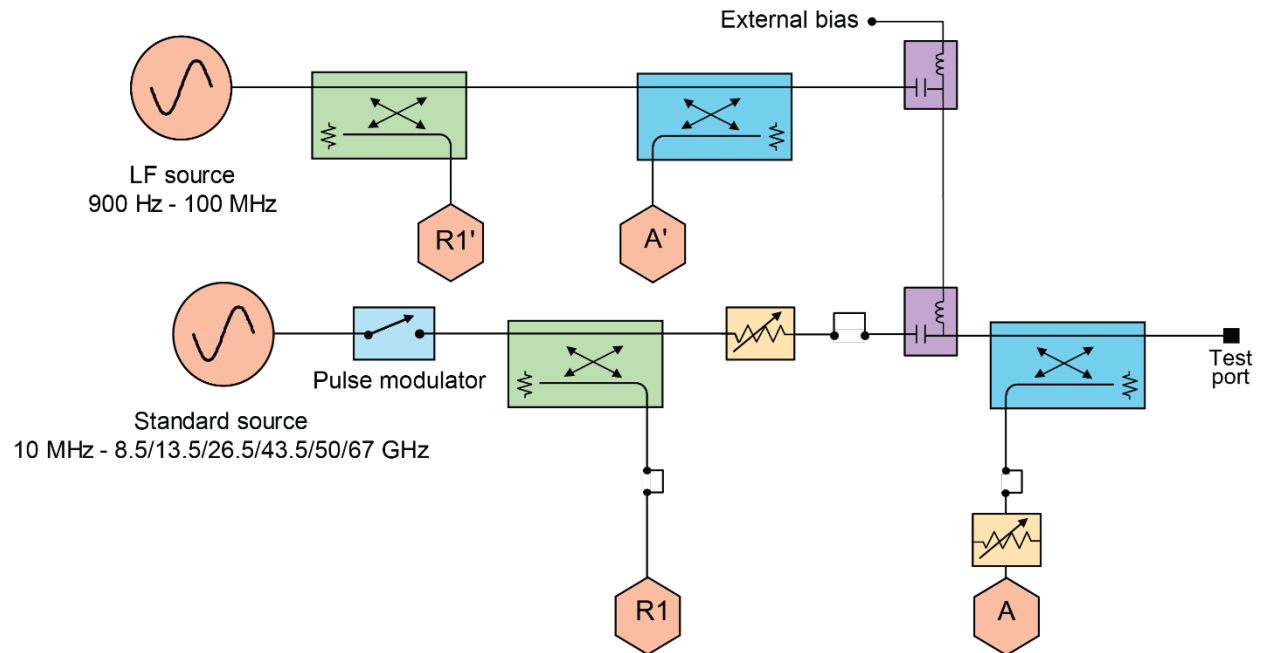 External bias
LF source
900 Hz - 100 MHz
R1'
A'
Pulse modulator
Test
port
Standard source
10 MHz - 8.5/13.5/26.5/43.5/50/67 GHz
R1
A